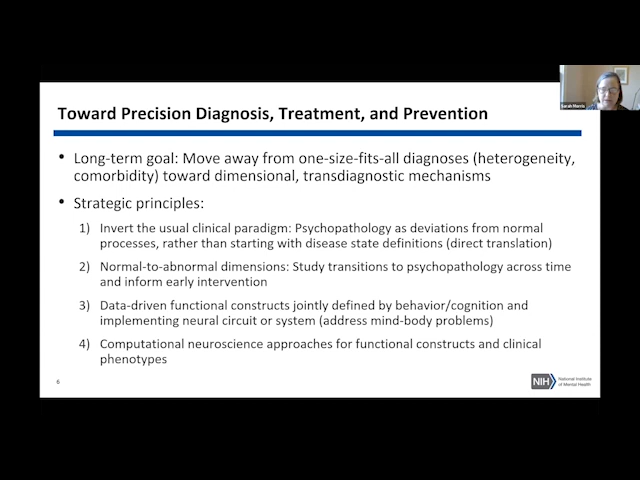 Sarah Morris
Toward Precision Diagnosis, Treatment, and Prevention
• Long-term goal: Move away from one-size-fits-all diagnoses (heterogeneity,
comorbidity) toward dimensional, transdiagnostic mechanisms
• Strategic principles:
1) Invert the usual clinical paradigm: Psychopathology as deviations from normal
processes, rather than starting with disease state definitions (direct translation)
2) Normal-to-abnormal dimensions: Study transitions to psychopathology across time
and inform early intervention
3) Data-driven functional constructs jointly defined by behavior/cognition and
implementing neural circuit or system (address mind-body problems)
4) Computational neuroscience approaches for functional constructs and clinical
phenotypes
6
NIH National Institute
of Mental Health